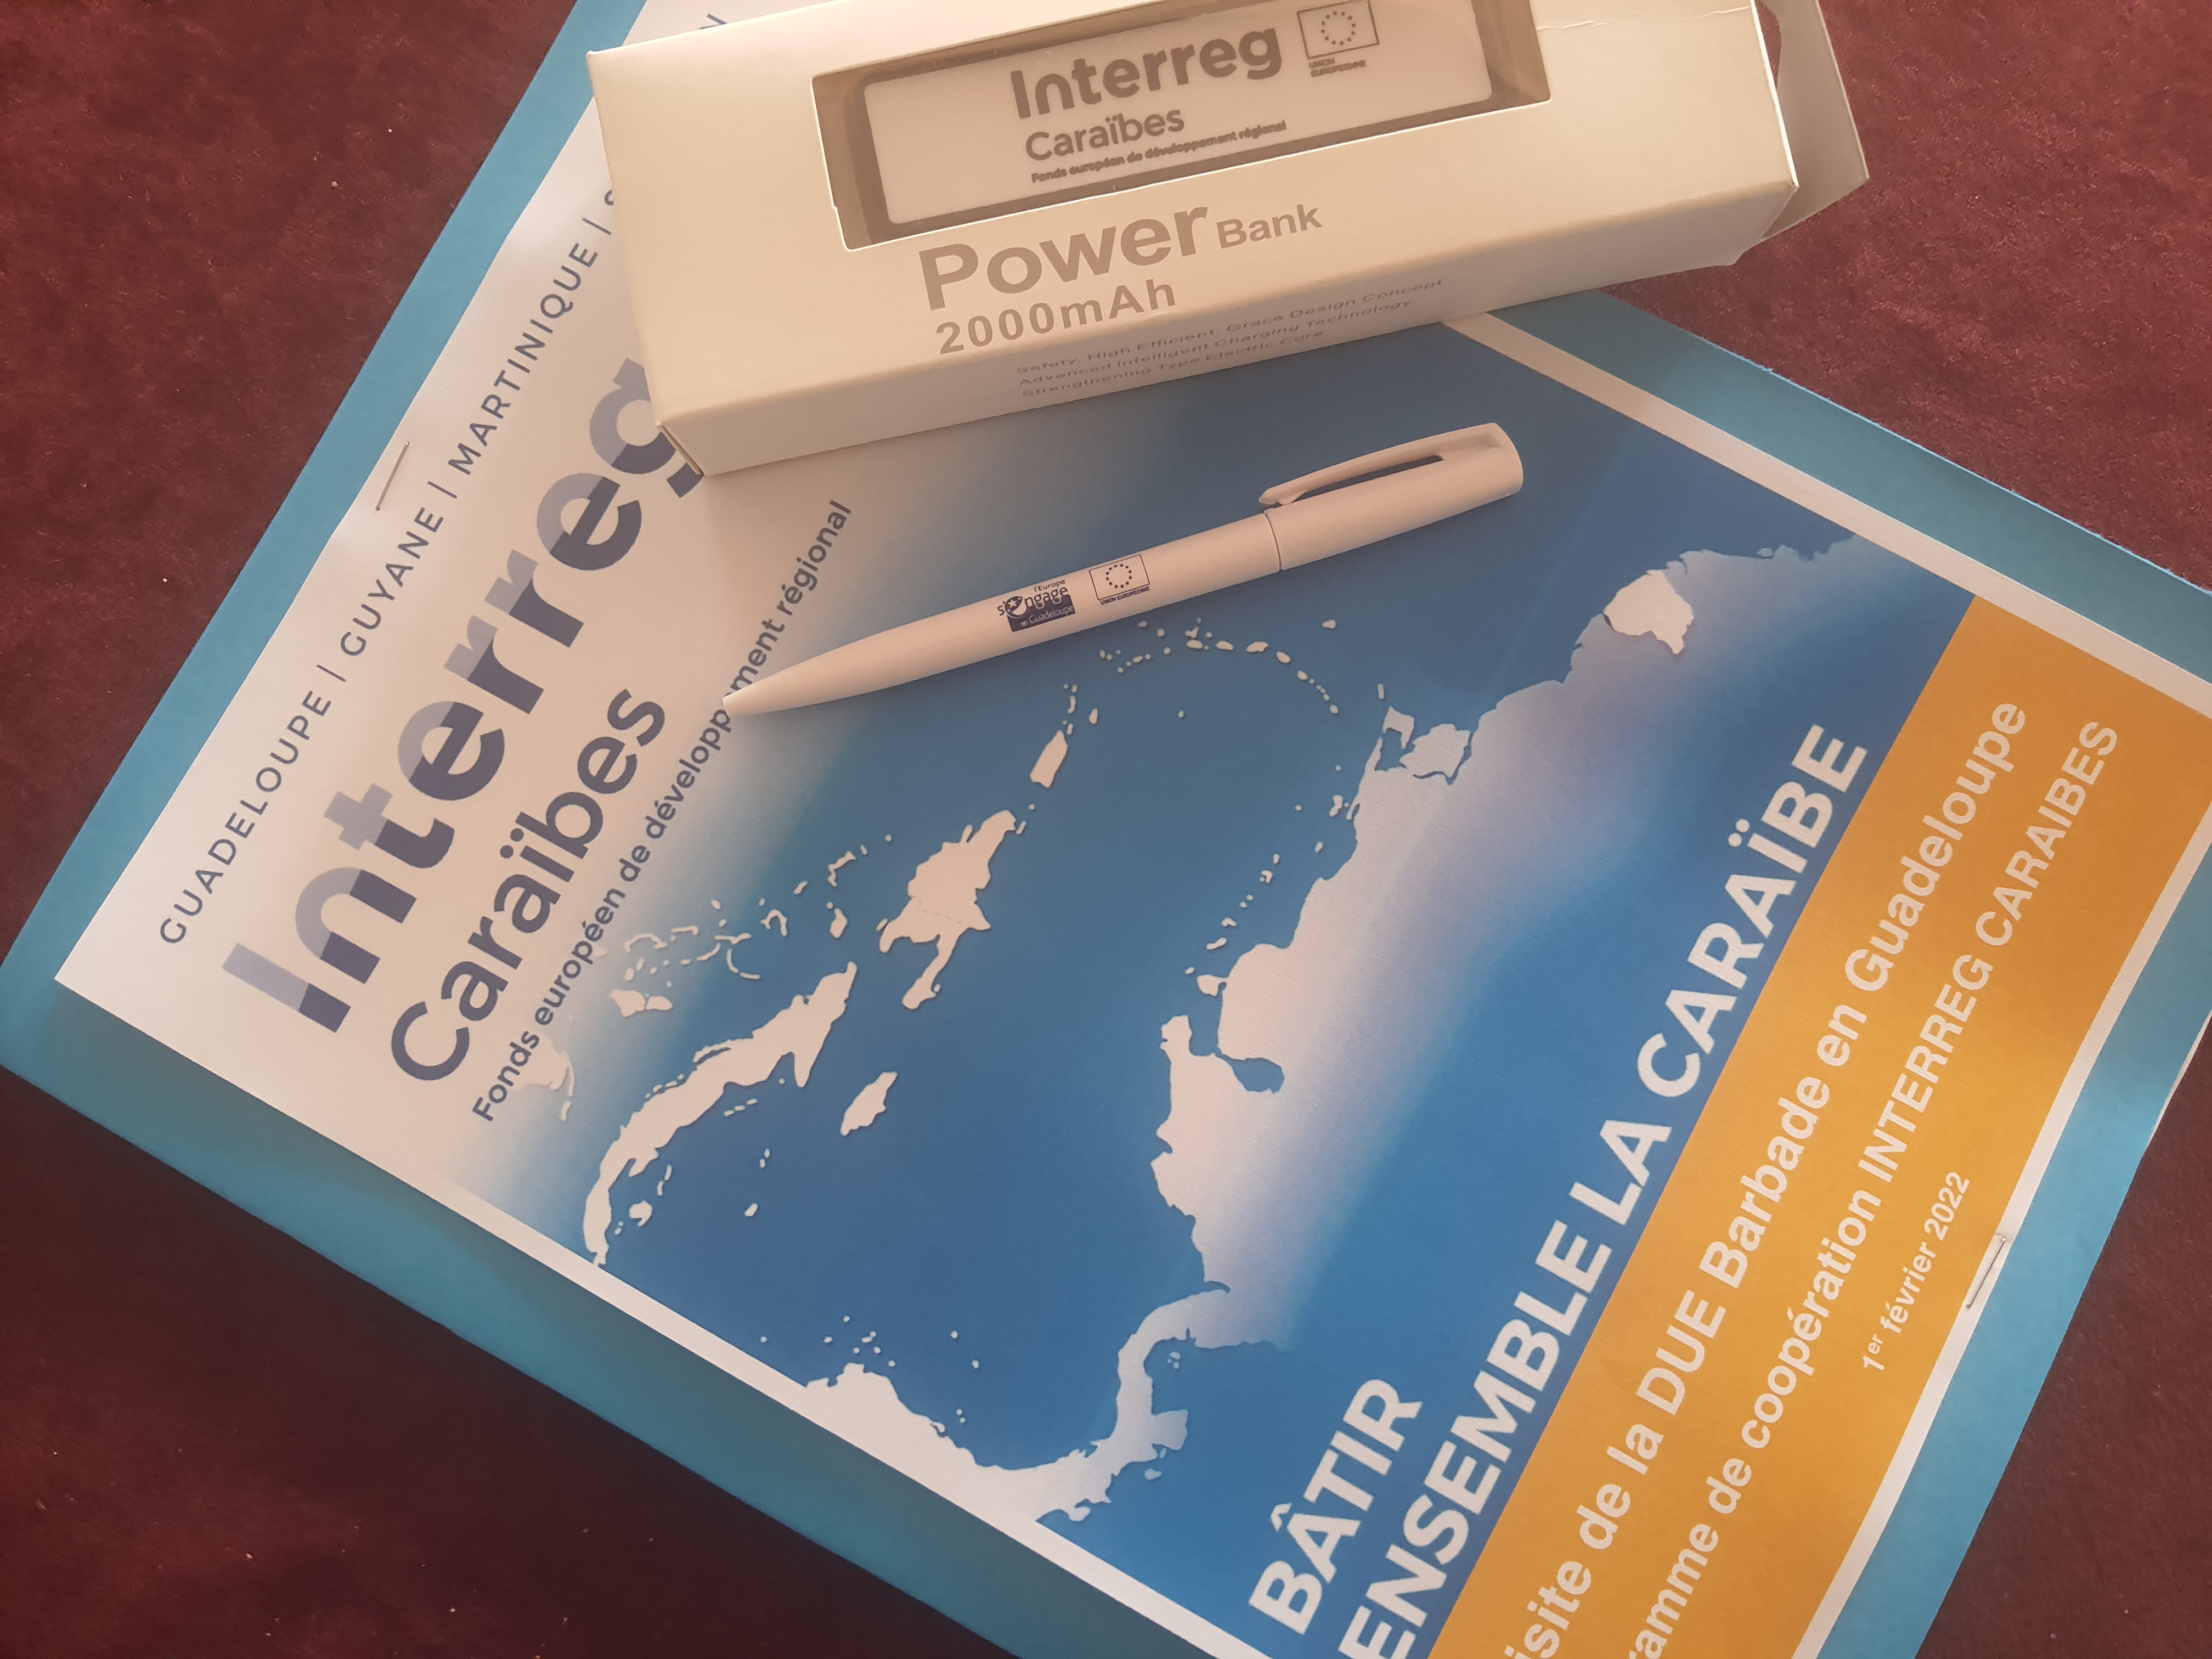 Interreg
UNION
EUROPEENNE
Caraïbes
Fonds européen de développement régional
Power Bank
2000mAh
Safety, High Efficient, Grace Design Concept
Advanced Intelligent Charging Technology
Strengthening Type Electric Core
l'Europe
s'engage
en Guadeloupe
UNION EUROPÉENNE
GUADELOUPE | GUYANE | MARTINIQUE |
Interreg
Caraïbes
Fonds européen de développement régional
BÂTIR
ENSEMBLE LA CARAÏBE
isite de la DUE Barbade en Guadeloupe
ramme de coopération INTERREG CARAIBES
1er février 2022